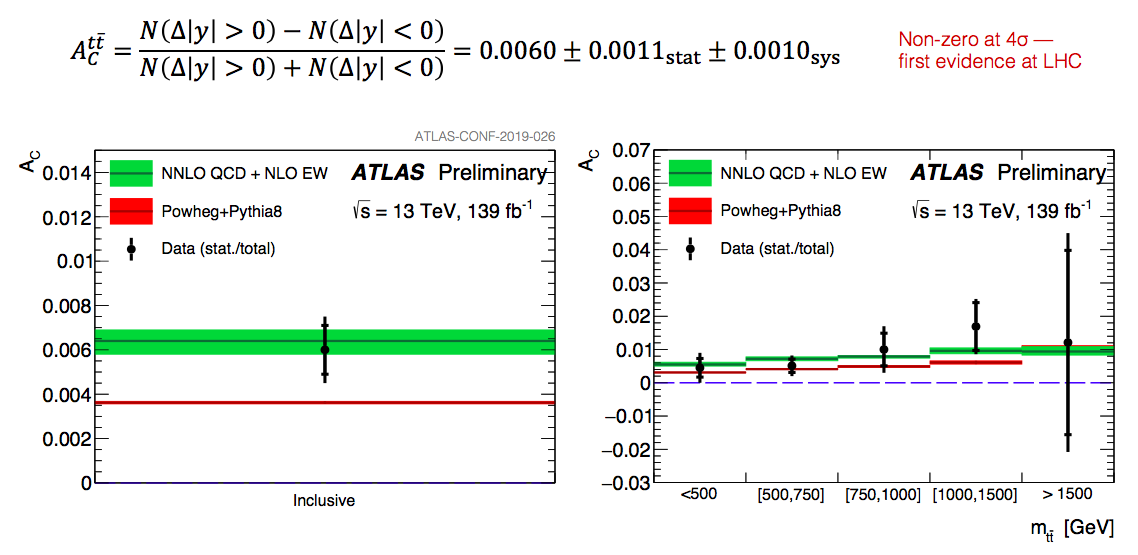 A_C^{tt̄} = (N(Δ|y| > 0) − N(Δ|y| < 0)) / (N(Δ|y| > 0) + N(Δ|y| < 0)) = 0.0060 ± 0.0011_stat ± 0.0010_sys
Non-zero at 4σ —
first evidence at LHC
ATLAS-CONF-2019-026
A_C
0.014
0.012
0.01
0.008
0.006
0.004
0.002
0
NNLO QCD + NLO EW
Powheg+Pythia8
Data (stat./total)
ATLAS Preliminary
√s = 13 TeV, 139 fb⁻¹
Inclusive
A_C
0.07
0.06
0.05
0.04
0.03
0.02
0.01
0
−0.01
−0.02
−0.03
NNLO QCD + NLO EW
Powheg+Pythia8
Data (stat./total)
ATLAS Preliminary
√s = 13 TeV, 139 fb⁻¹
<500 [500,750] [750,1000] [1000,1500] > 1500
m_{tt̄} [GeV]